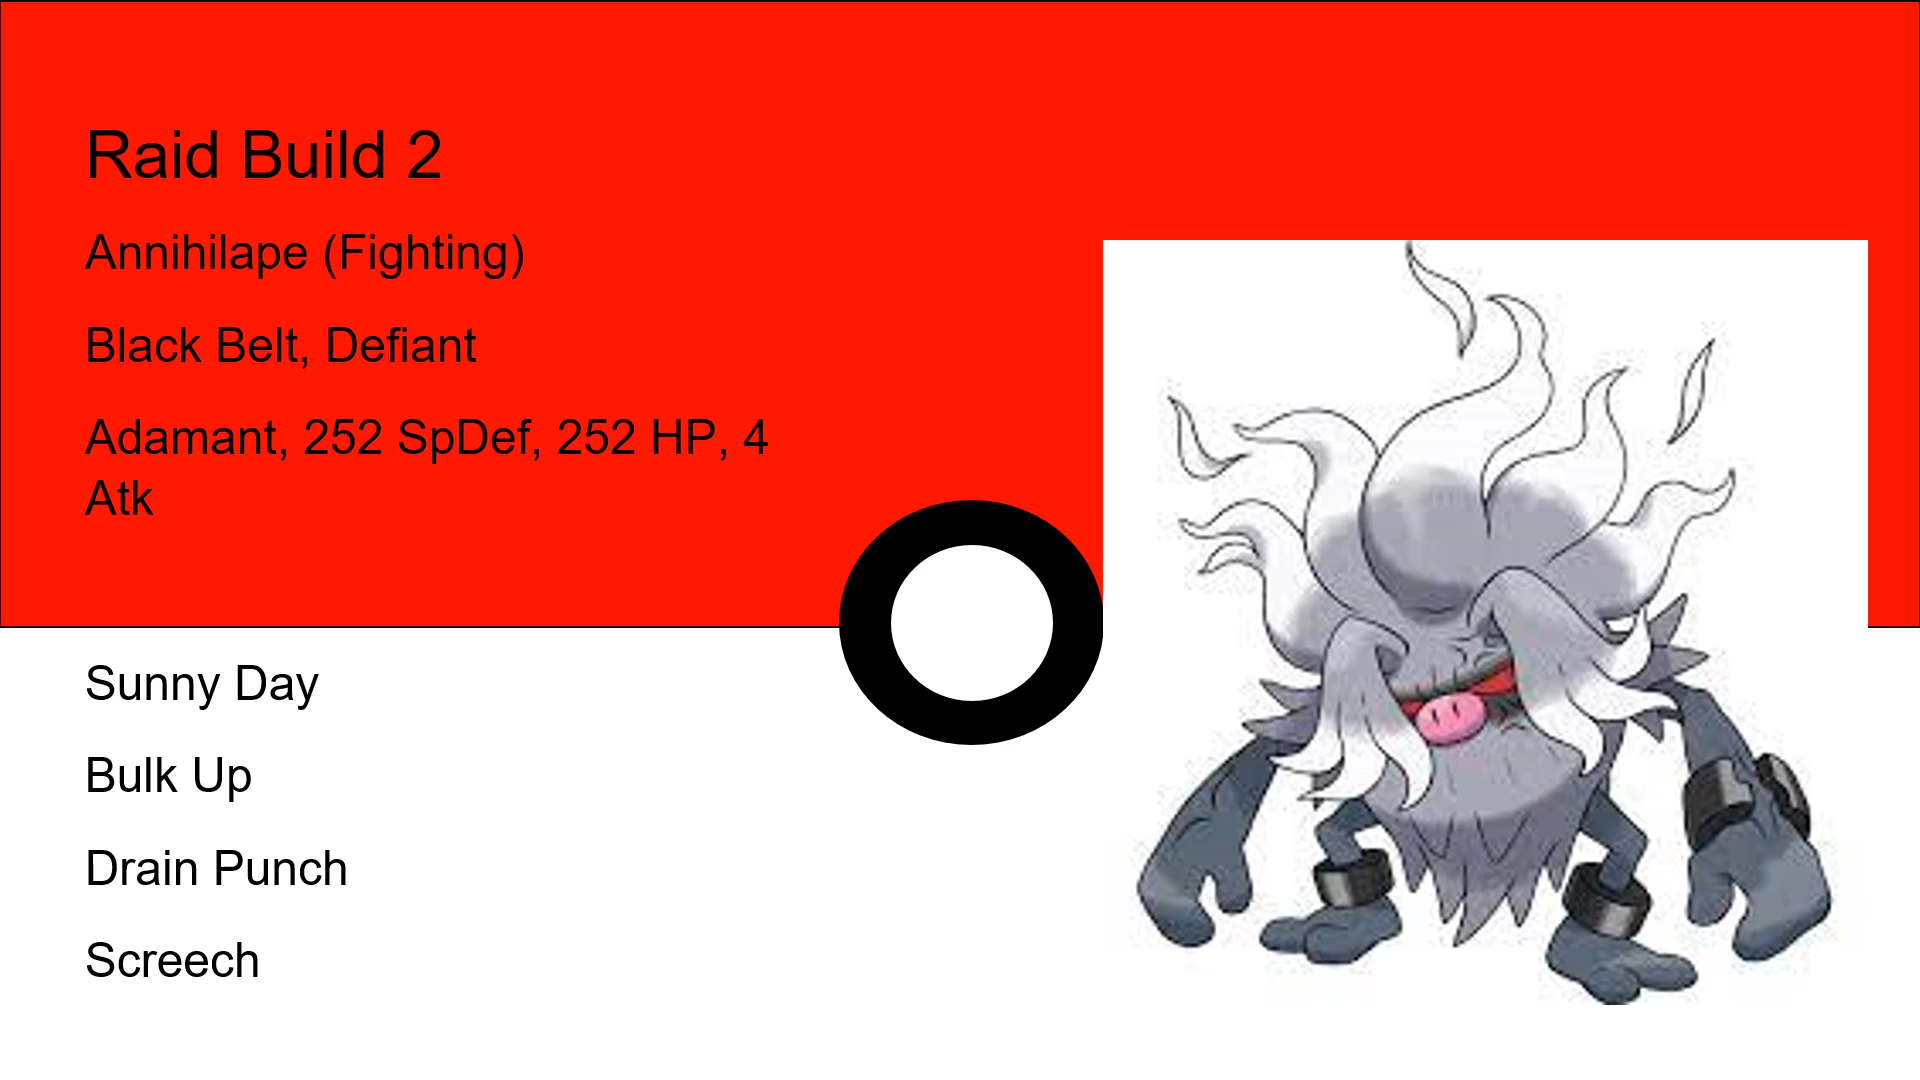 Raid Build 2
Annihilape (Fighting)
Black Belt, Defiant
Adamant, 252 SpDef, 252 HP, 4
Atk
Sunny Day
Bulk Up
Drain Punch
Screech